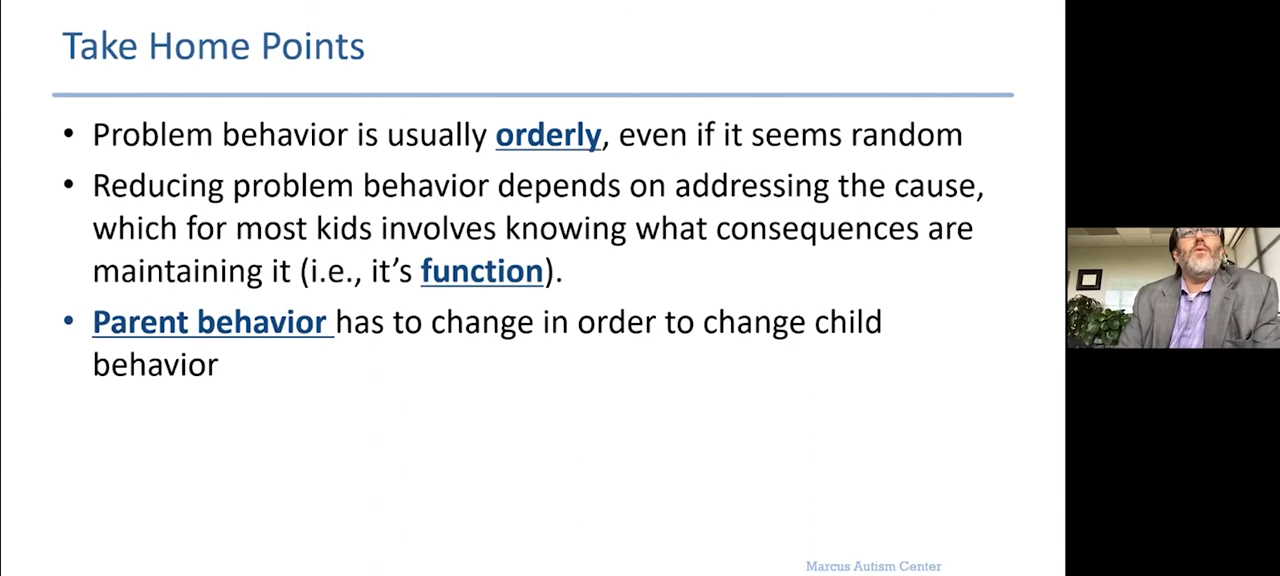 Take Home Points
• Problem behavior is usually orderly, even if it seems random
• Reducing problem behavior depends on addressing the cause,
which for most kids involves knowing what consequences are
maintaining it (i.e., it’s function).
• Parent behavior has to change in order to change child
behavior
Marcus Autism Center